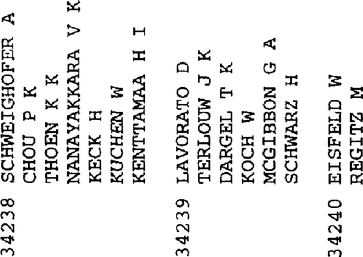 34238 SCHWEIGHOFER A
CHOU P K
THOEN K K
NANAYAKKARA V K
KECK H
KUCHEN W
KENTTAMAA H I
34239 LAVORATO D
TERLOUW J K
DARGEL T K
KOCH W
MCGIBBON G A
SCHWARZ H
34240 EISFELD W
REGITZ M